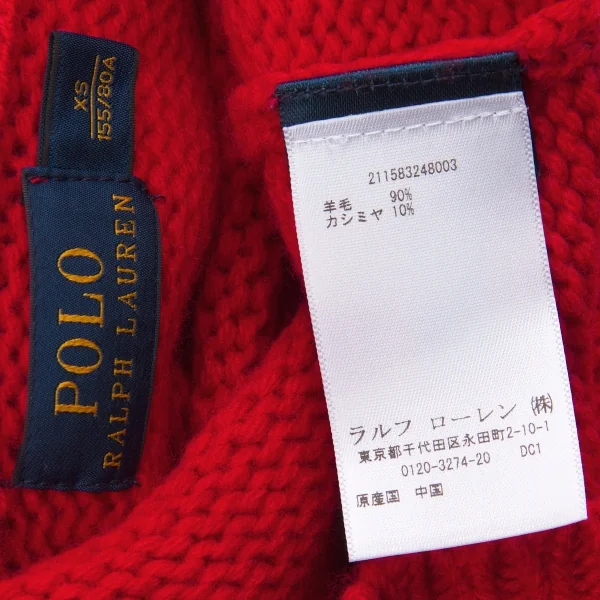 XS
155/80A
POLO
RALPH LAUREN
211583248003
羊毛 90%
カシミヤ 10%
ラルフ ローレン ㈱
東京都千代田区永田町2-10-1
0120-3274-20 DC1
原産国 中国